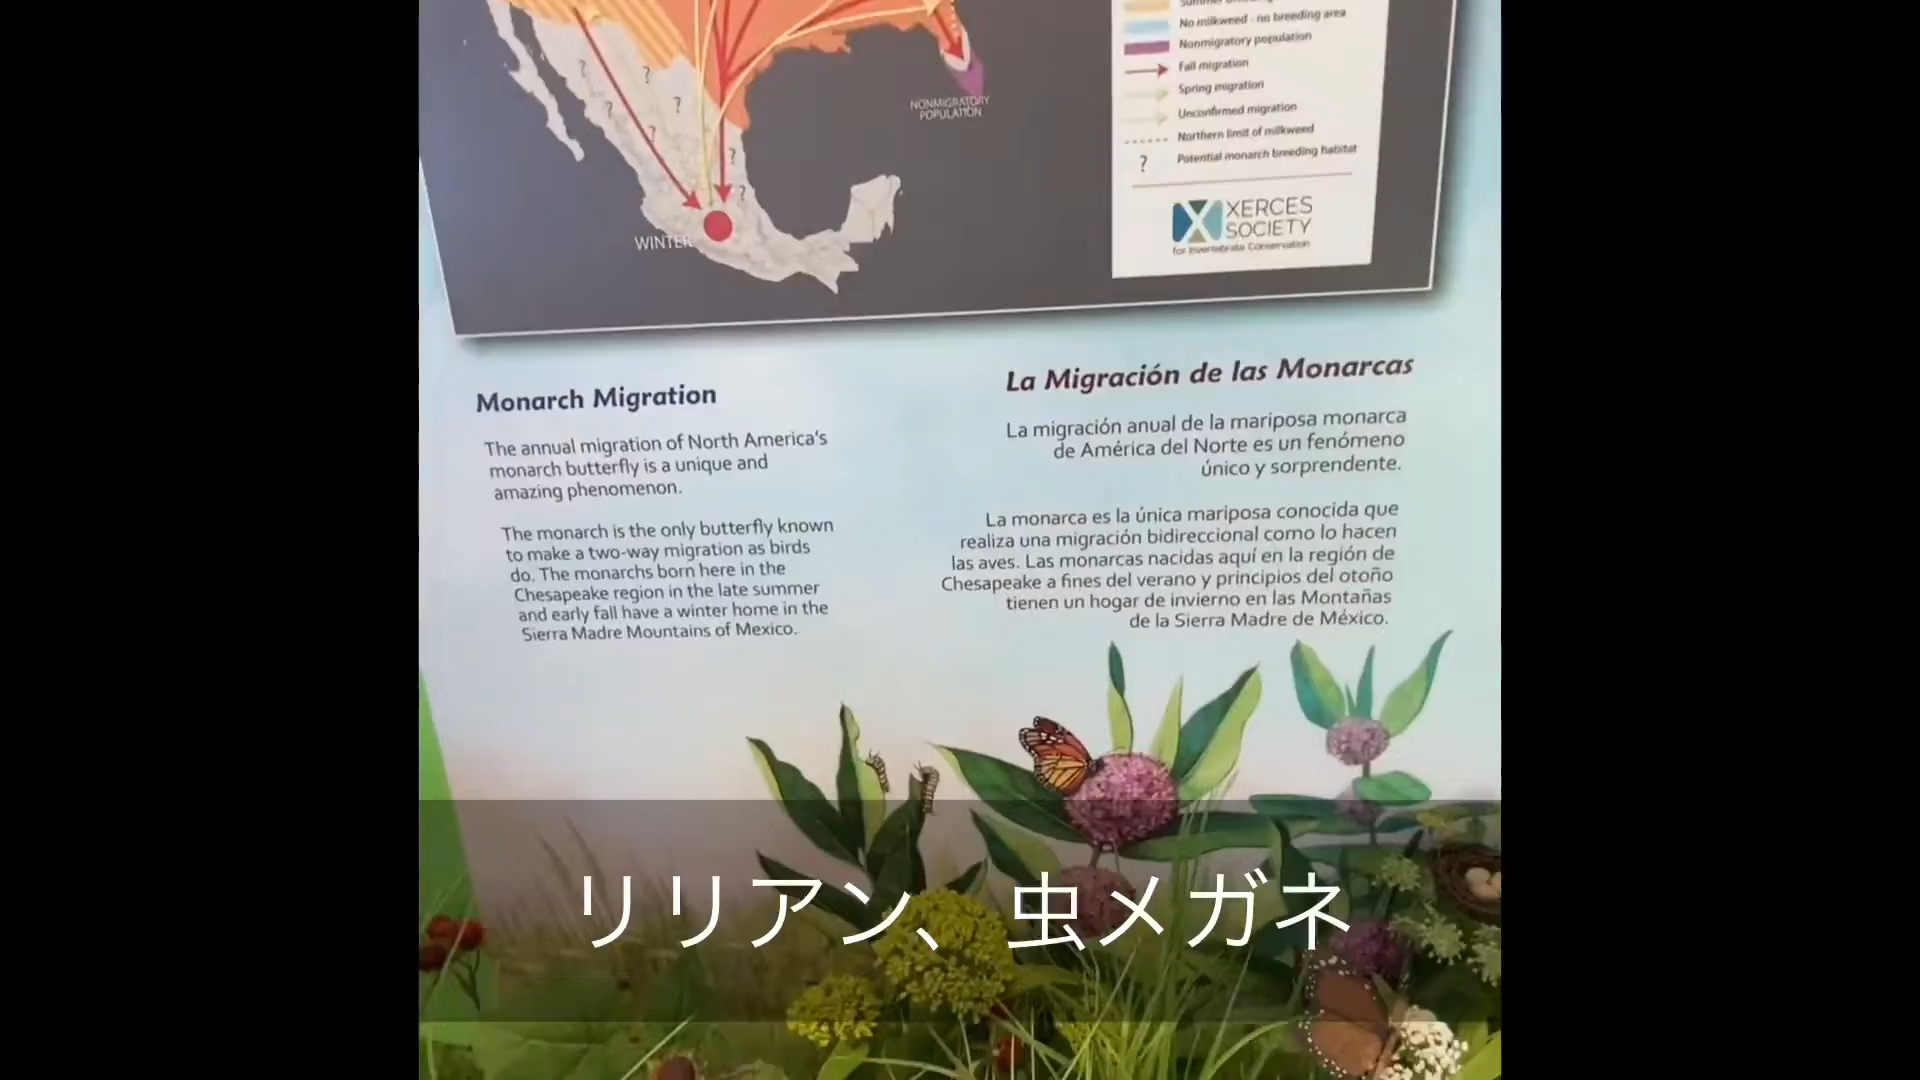 No milkweed - no breeding area
Nonmigratory population
Fall migration
Spring migration
Unconfirmed migration
Northern limit of milkweed
? Potential monarch breeding habitat
NONMIGRATORY
POPULATION
? ?
? ?
?
?
?
WINTER
XERCES
SOCIETY
for Invertebrate Conservation
Monarch Migration
The annual migration of North America's
monarch butterfly is a unique and
amazing phenomenon.
The monarch is the only butterfly known
to make a two-way migration as birds
do. The monarchs born here in the
Chesapeake region in the late summer
and early fall have a winter home in the
Sierra Madre Mountains of Mexico.
La Migración de las Monarcas
La migración anual de la mariposa monarca
de América del Norte es un fenómeno
único y sorprendente.
La monarca es la única mariposa conocida que
realiza una migración bidireccional como lo hacen
las aves. Las monarcas nacidas aquí en la región de
Chesapeake a fines del verano y principios del otoño
tienen un hogar de invierno en las Montañas
de la Sierra Madre de México.
リリアン、虫メガネ